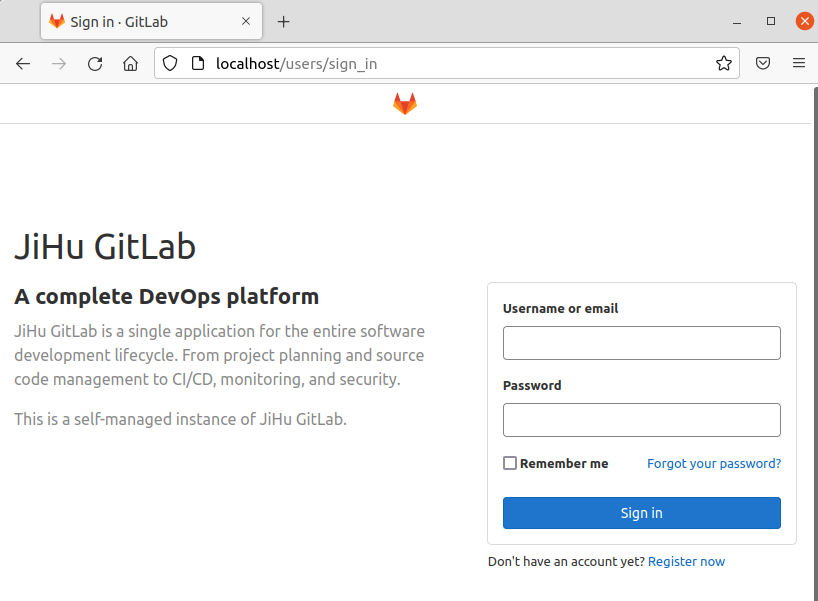 Sign in · GitLab
localhost/users/sign_in
JiHu GitLab
A complete DevOps platform
JiHu GitLab is a single application for the entire software
development lifecycle. From project planning and source
code management to CI/CD, monitoring, and security.
This is a self-managed instance of JiHu GitLab.
Username or email
Password
Remember me
Forgot your password?
Sign in
Don't have an account yet? Register now